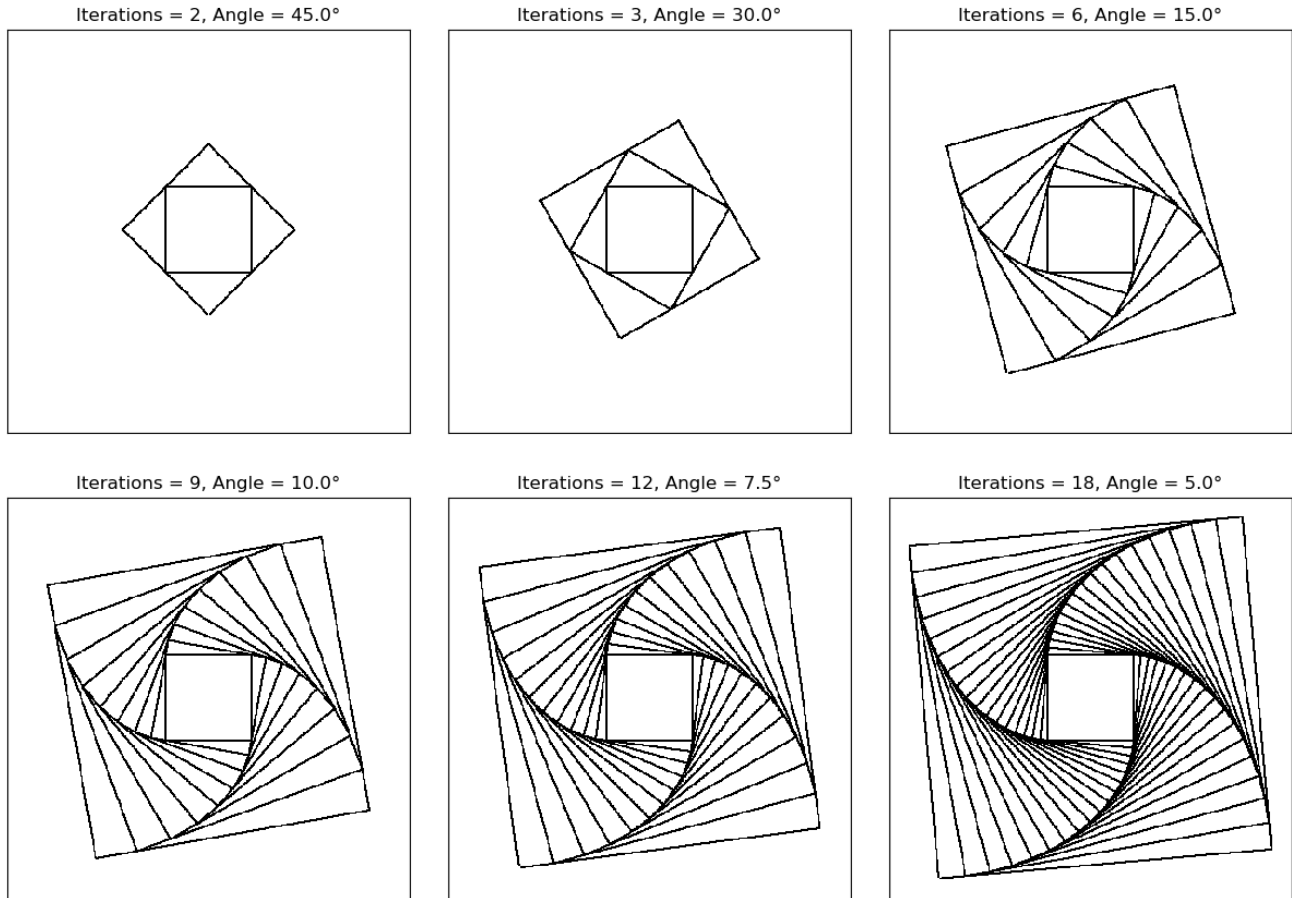 Iterations = 2, Angle = 45.0°
Iterations = 3, Angle = 30.0°
Iterations = 6, Angle = 15.0°
Iterations = 9, Angle = 10.0°
Iterations = 12, Angle = 7.5°
Iterations = 18, Angle = 5.0°